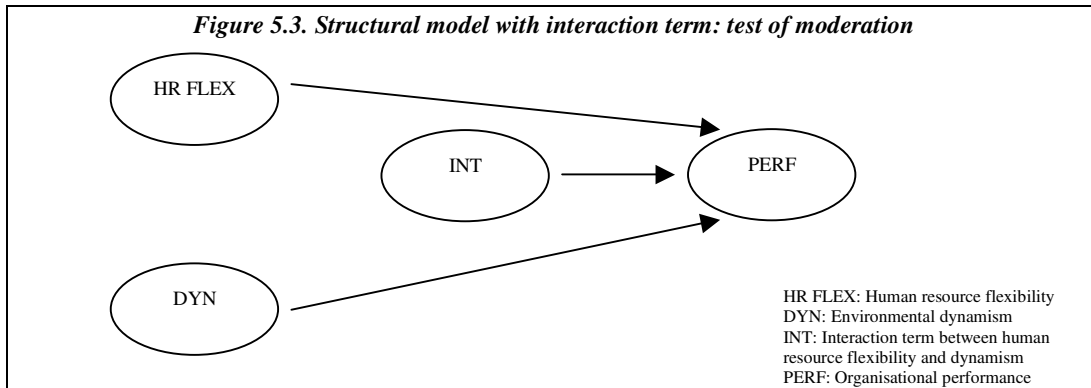 Figure 5.3. Structural model with interaction term: test of moderation
HR FLEX
INT
PERF
DYN
HR FLEX: Human resource flexibility
DYN: Environmental dynamism
INT: Interaction term between human
resource flexibility and dynamism
PERF: Organisational performance